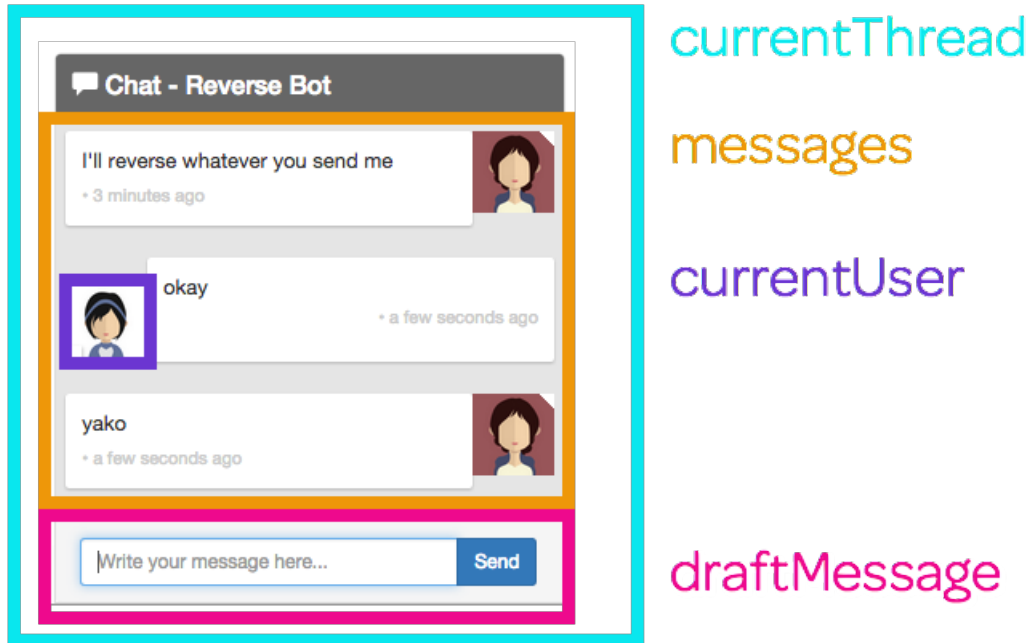 currentThread
Chat - Reverse Bot
messages
I'll reverse whatever you send me
• 3 minutes ago
currentUser
okay
• a few seconds ago
yako
• a few seconds ago
Write your message here...
Send
draftMessage